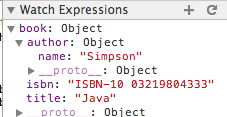 Watch Expressions
book: Object
author: Object
name: "Simpson"
__proto__: Object
isbn: "ISBN-10 03219804333"
title: "Java"
__proto__: Object